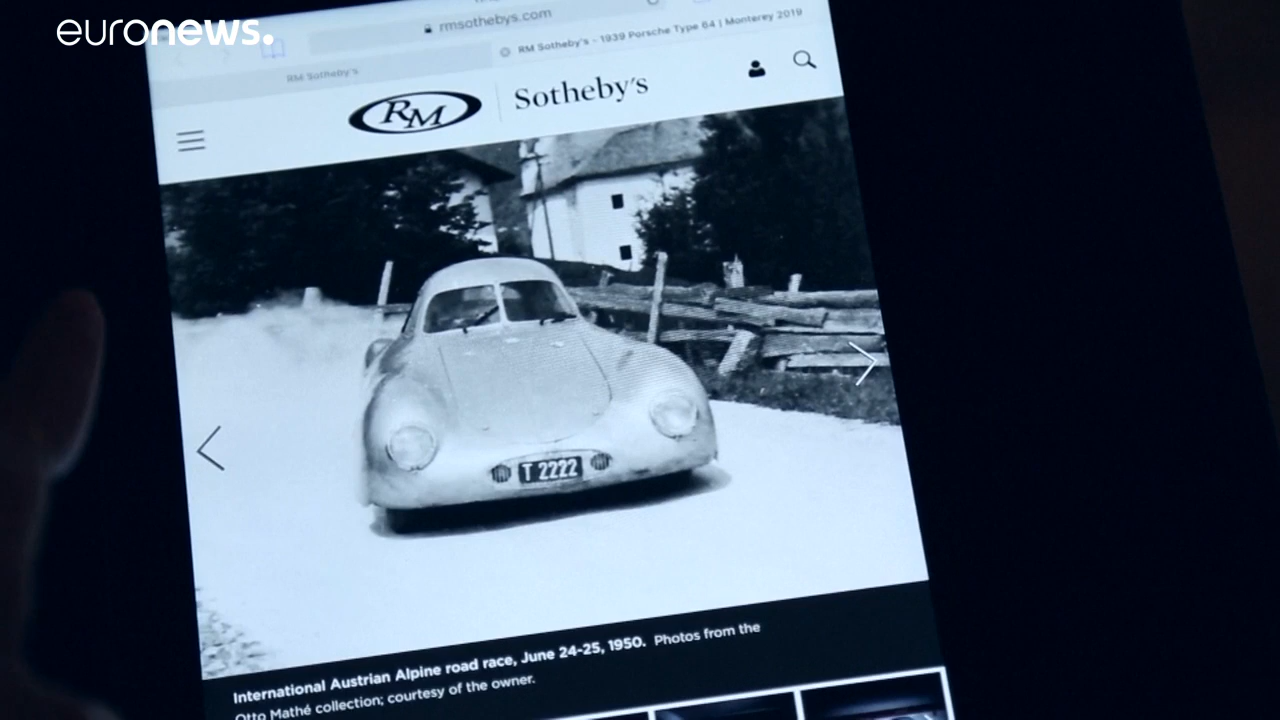 euronews.
rmsothebys.com
RM Sotheby's
RM Sotheby's - 1939 Porsche Type 64 | Monterey 2019
RM Sotheby's
T 2222
International Austrian Alpine road race, June 24-25, 1950. Photos from the
Otto Mathé collection; courtesy of the owner.